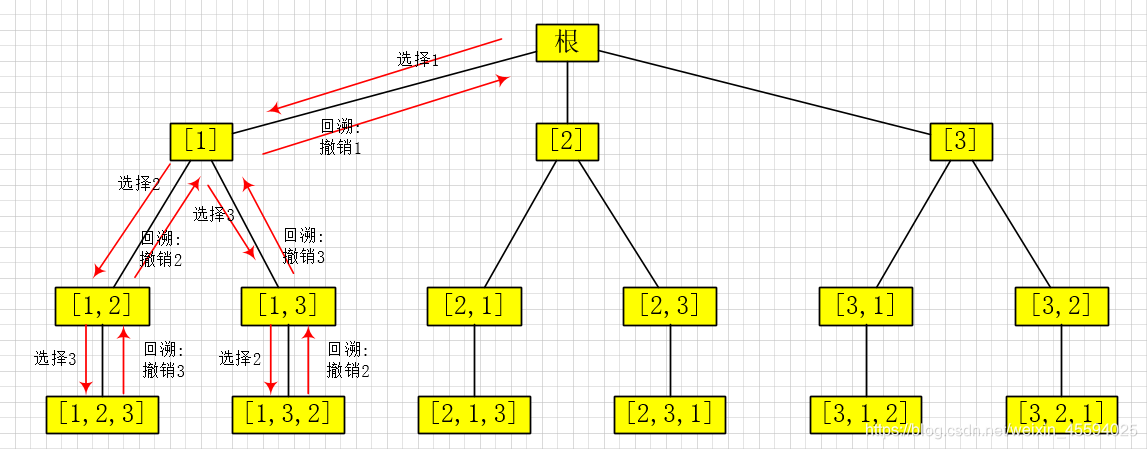 根
选择1
回溯:
撤销1
[1]
[2]
[3]
选择2
回溯:
撤销2
选择3
回溯:
撤销3
[1,2]
[1,3]
[2,1]
[2,3]
[3,1]
[3,2]
选择3
回溯:
撤销3
选择2
回溯:
撤销2
[1,2,3]
[1,3,2]
[2,1,3]
[2,3,1]
[3,1,2]
[3,2,1]
https://blog.csdn.net/weixin_45594025